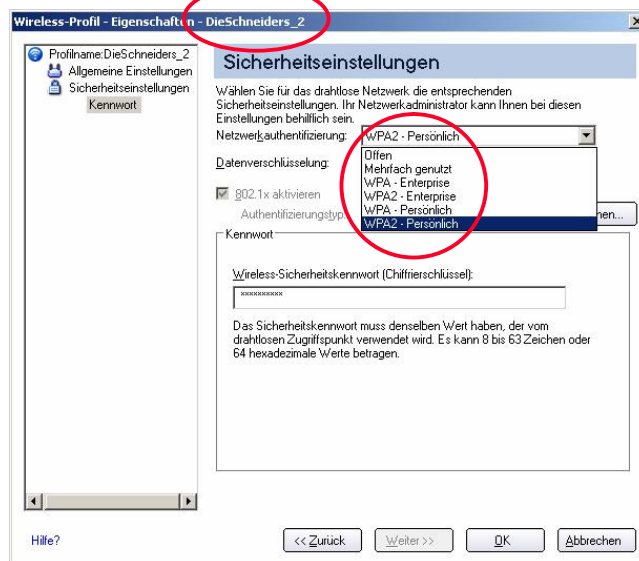 Wireless-Profil - Eigenschaften - DieSchneiders_2
Profilname:DieSchneiders_2
Allgemeine Einstellungen
Sicherheitseinstellungen
Kennwort
Sicherheitseinstellungen
Wählen Sie für das drahtlose Netzwerk die entsprechenden
Sicherheitseinstellungen. Ihr Netzwerkadministrator kann Ihnen bei diesen
Einstellungen behilflich sein.
Netzwerkauthentifizierung: WPA2 - Persönlich
Offen
Datenverschlüsselung: Mehrfach genutzt
WPA - Enterprise
802.1x aktivieren WPA2 - Enterprise
WPA - Persönlich
Authentifizierungstyp: WPA2 - Persönlich nen...
Kennwort
Wireless-Sicherheitskennwort (Chiffrierschlüssel):
xxxxxxxxxx
Das Sicherheitskennwort muss denselben Wert haben, der vom
drahtlosen Zugriffspunkt verwendet wird. Es kann 8 bis 63 Zeichen oder
64 hexadezimale Werte betragen.
Hilfe? << Zurück Weiter >> OK Abbrechen